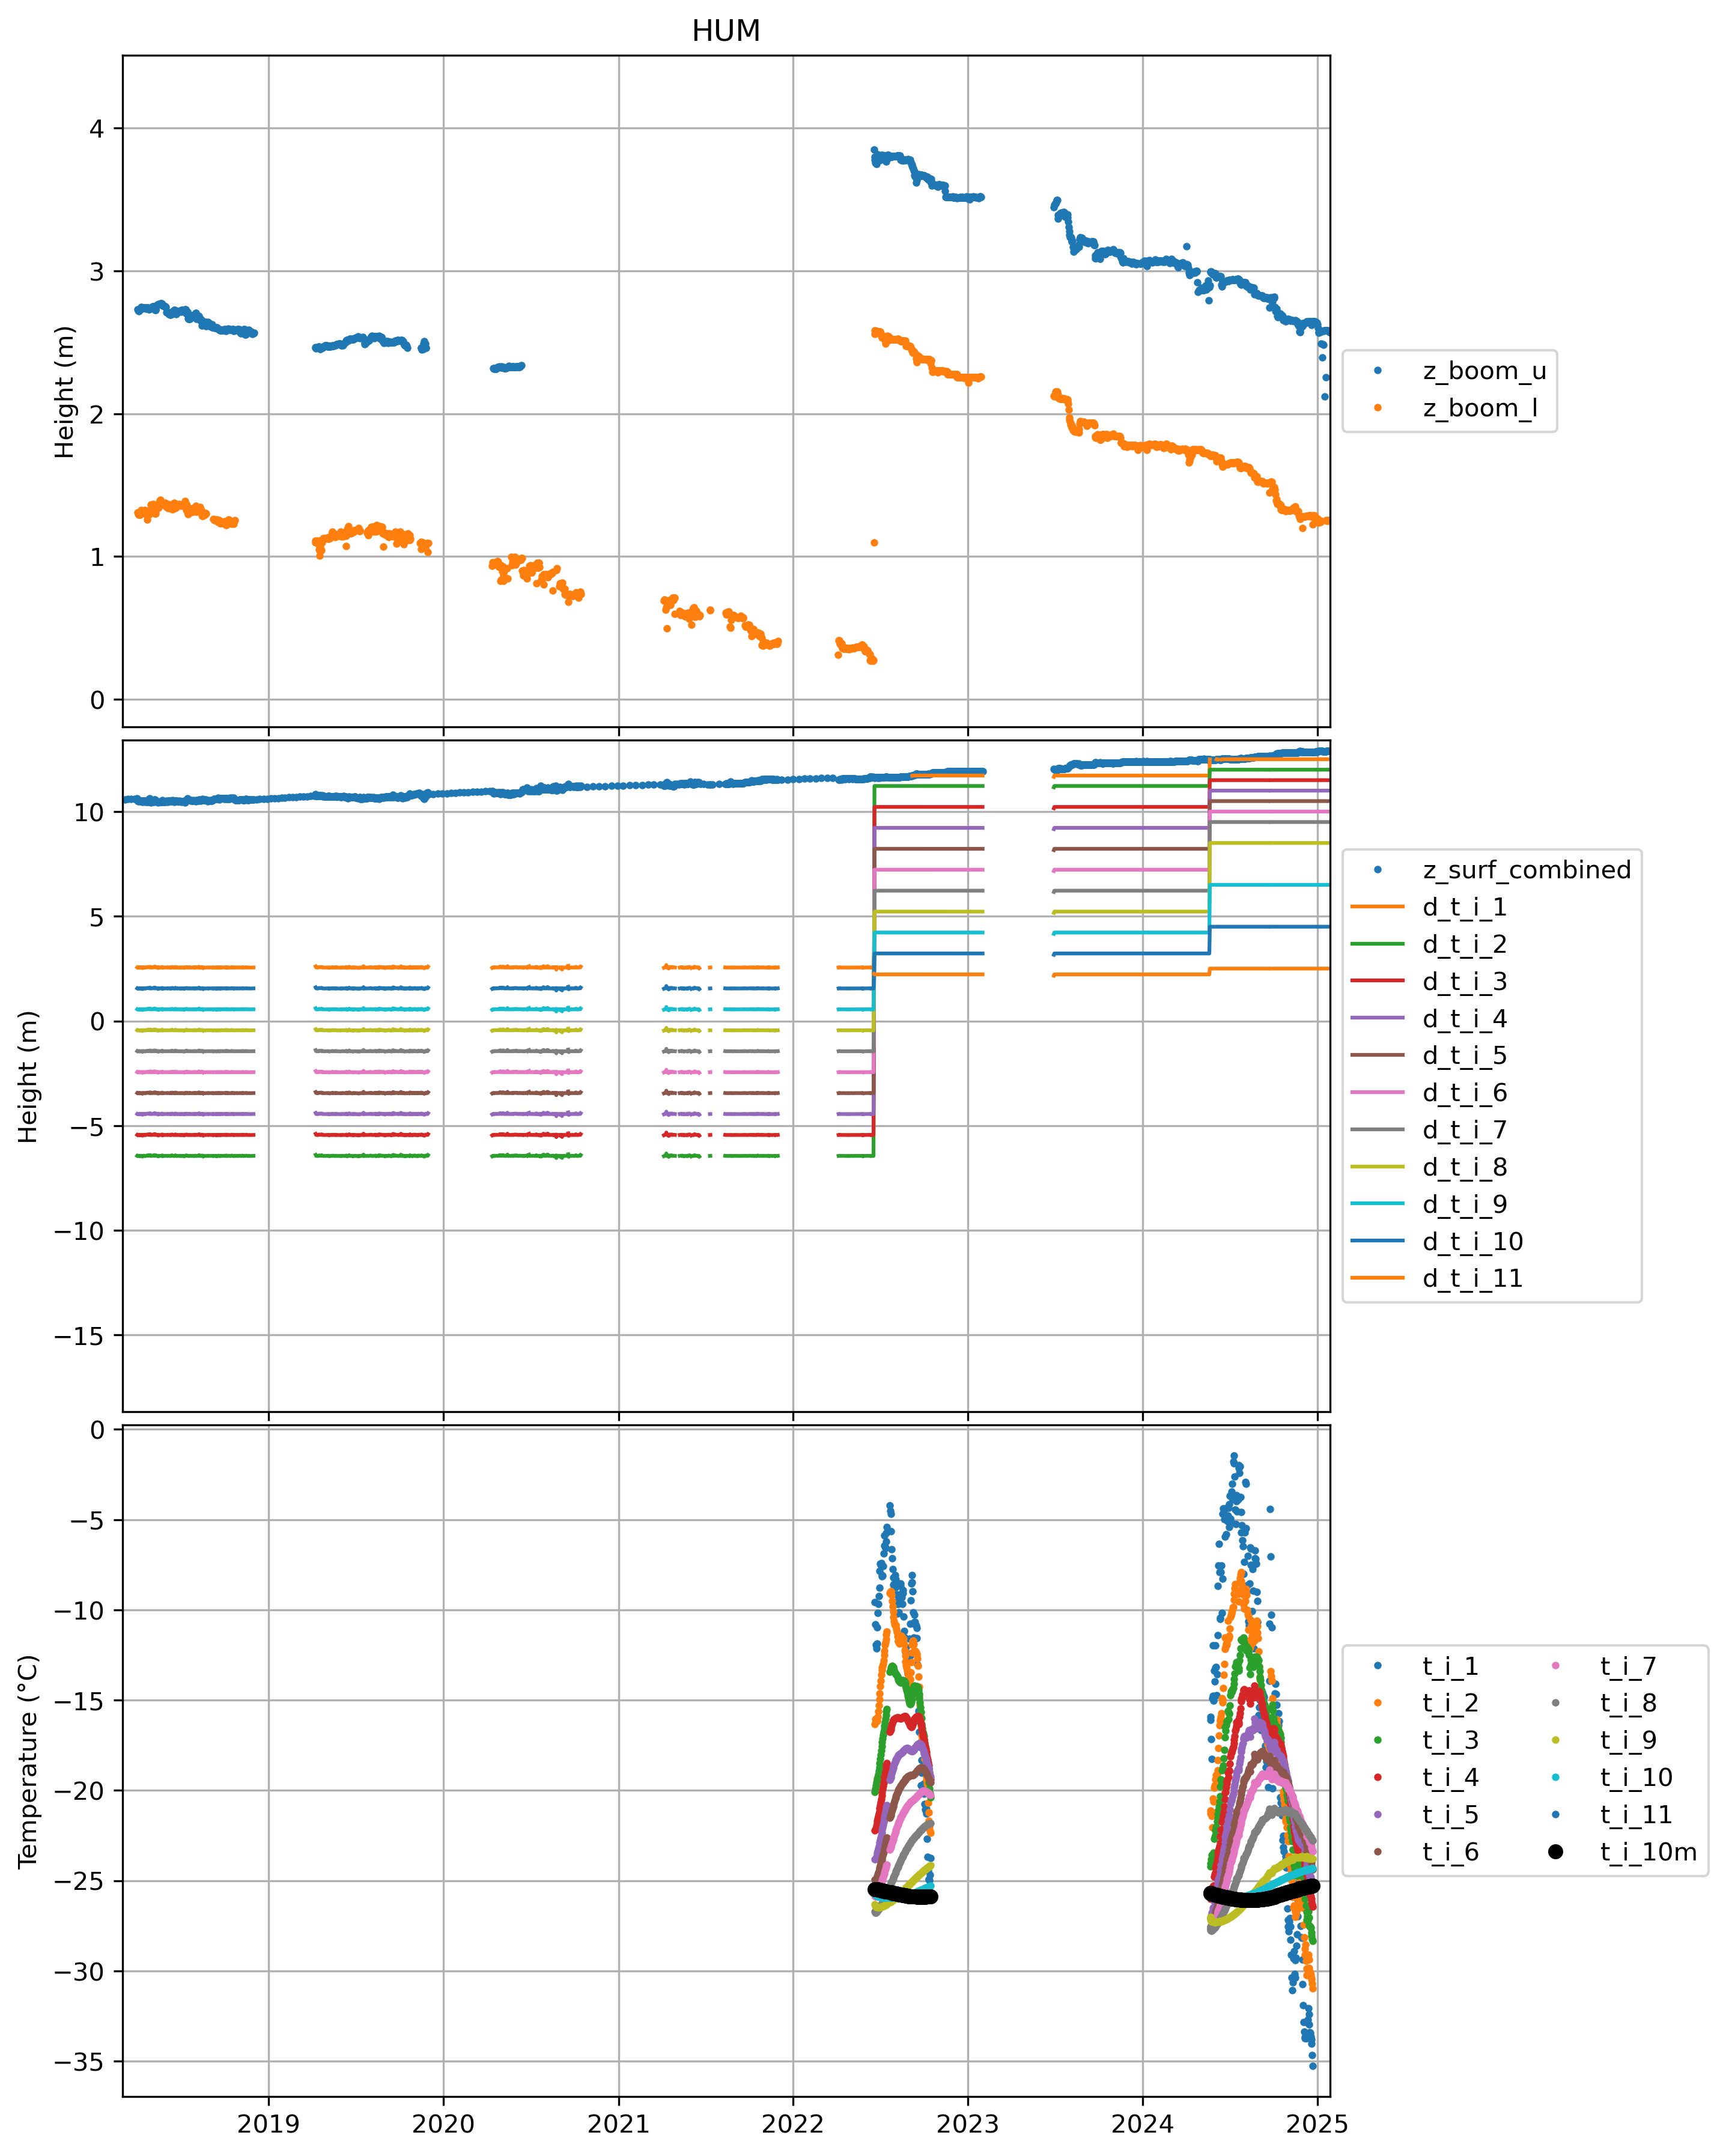 HUM
4
3
2
1
0
Height (m)
z_boom_u
z_boom_l
10
5
0
−5
−10
−15
Height (m)
z_surf_combined
d_t_i_1
d_t_i_2
d_t_i_3
d_t_i_4
d_t_i_5
d_t_i_6
d_t_i_7
d_t_i_8
d_t_i_9
d_t_i_10
d_t_i_11
0
−5
−10
−15
−20
−25
−30
−35
Temperature (°C)
t_i_1
t_i_2
t_i_3
t_i_4
t_i_5
t_i_6
t_i_7
t_i_8
t_i_9
t_i_10
t_i_11
t_i_10m
2019 2020 2021 2022 2023 2024 2025